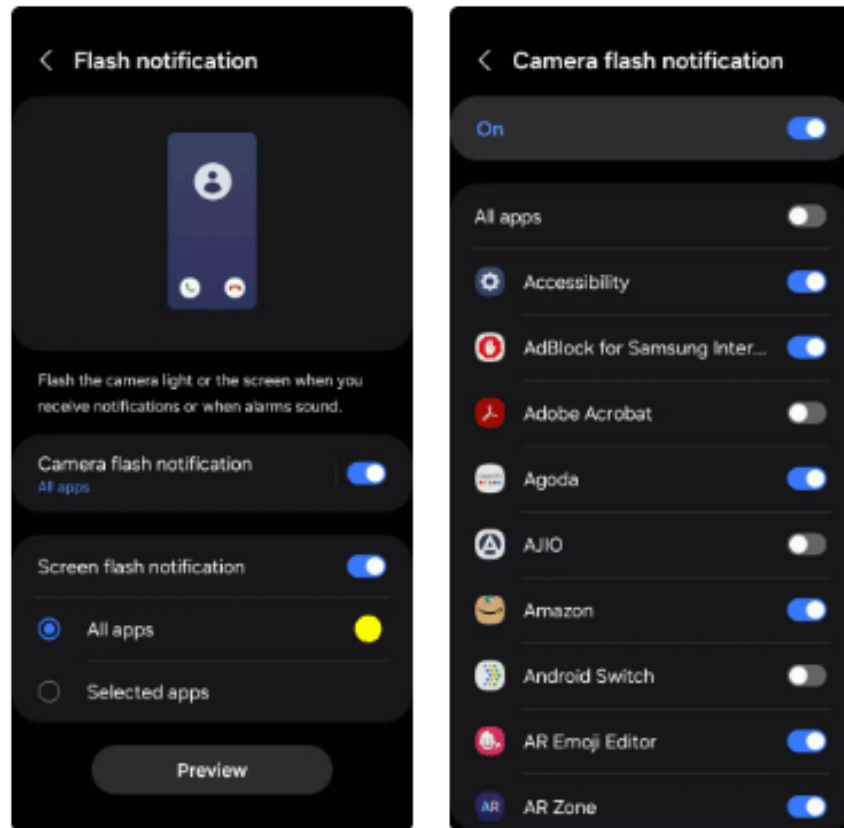 Flash notification
Flash the camera light or the screen when you
receive notifications or when alarms sound.
Camera flash notification
All apps
Screen flash notification
All apps
Selected apps
Preview
Camera flash notification
On
All apps
Accessibility
AdBlock for Samsung Inter...
Adobe Acrobat
Agoda
AJIO
Amazon
Android Switch
AR Emoji Editor
AR
AR Zone